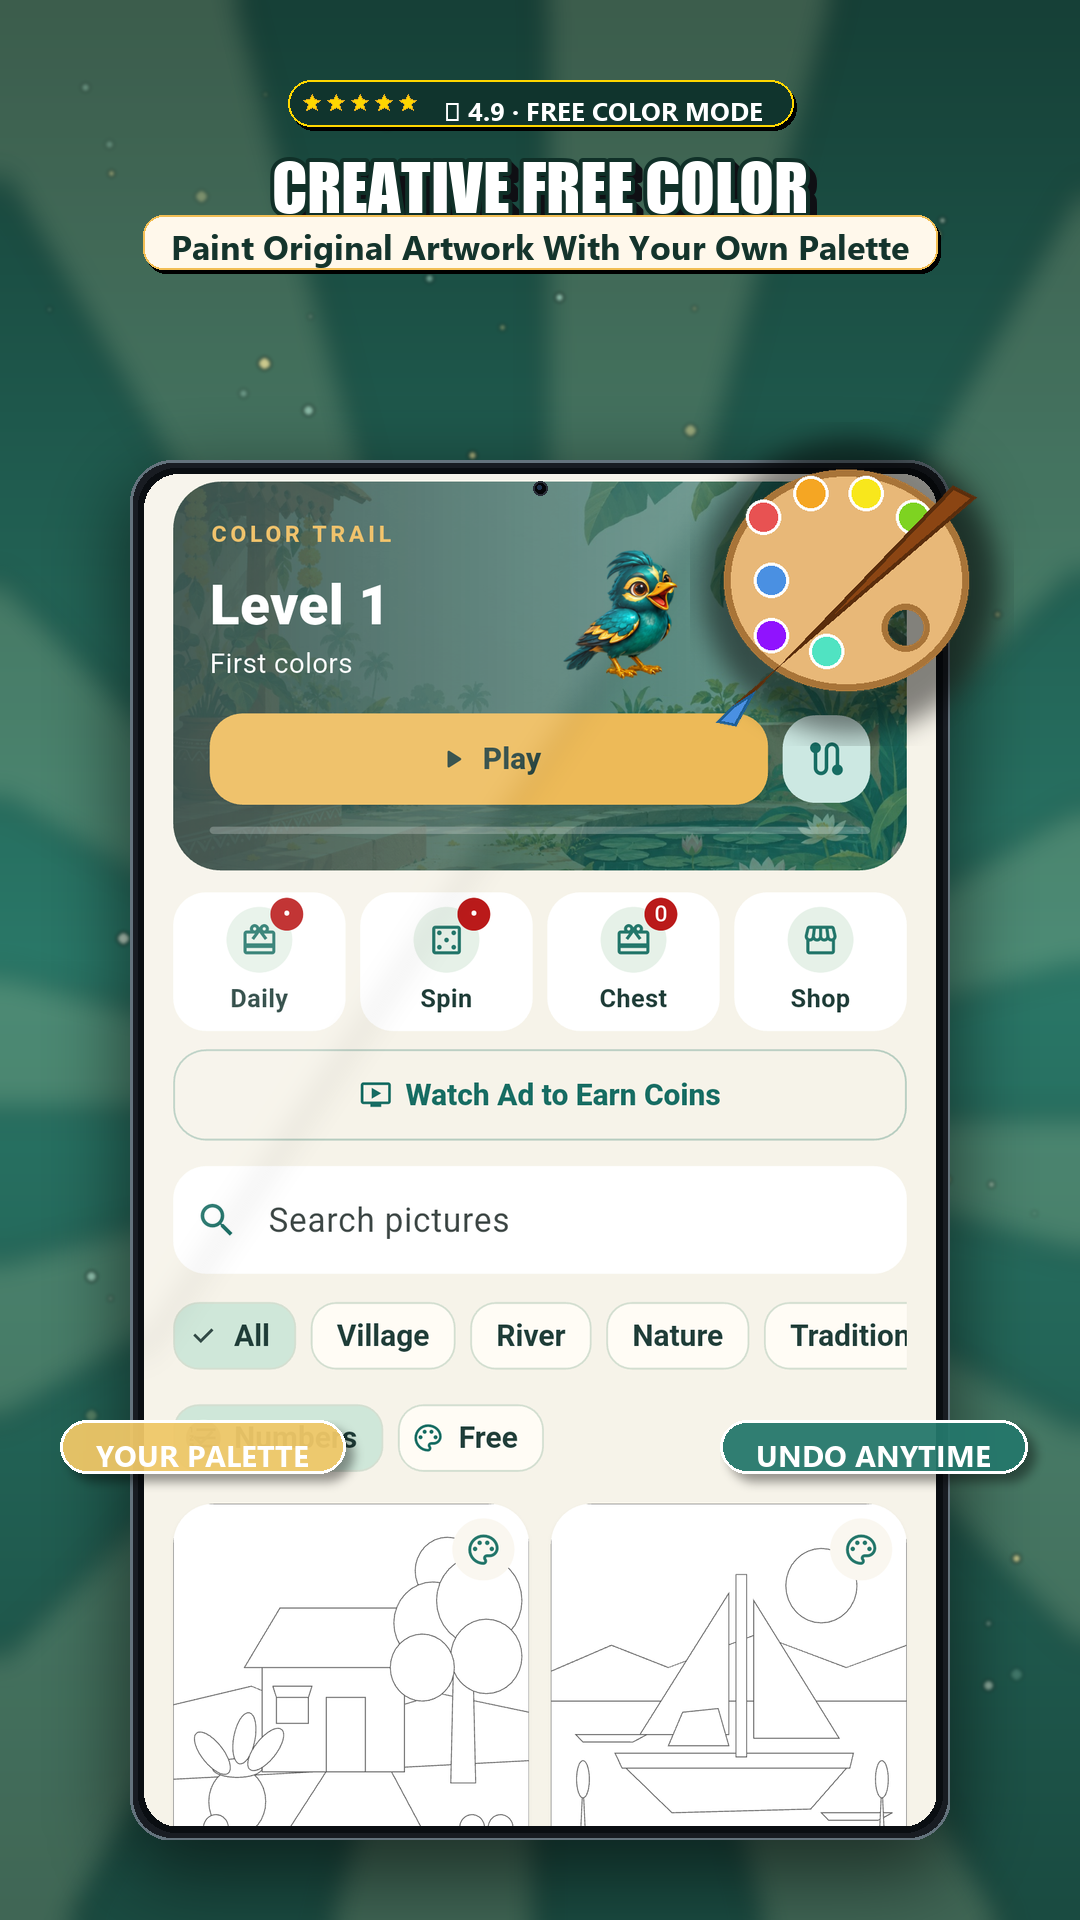 4.9 · FREE COLOR MODE
CREATIVE FREE COLOR
Paint Original Artwork With Your Own Palette
COLOR TRAIL
Level 1
First colors
Play
0
Daily
Spin
Chest
Shop
Watch Ad to Earn Coins
Search pictures
All
Village
River
Nature
Tradition
Numbers
Free
YOUR PALETTE
UNDO ANYTIME